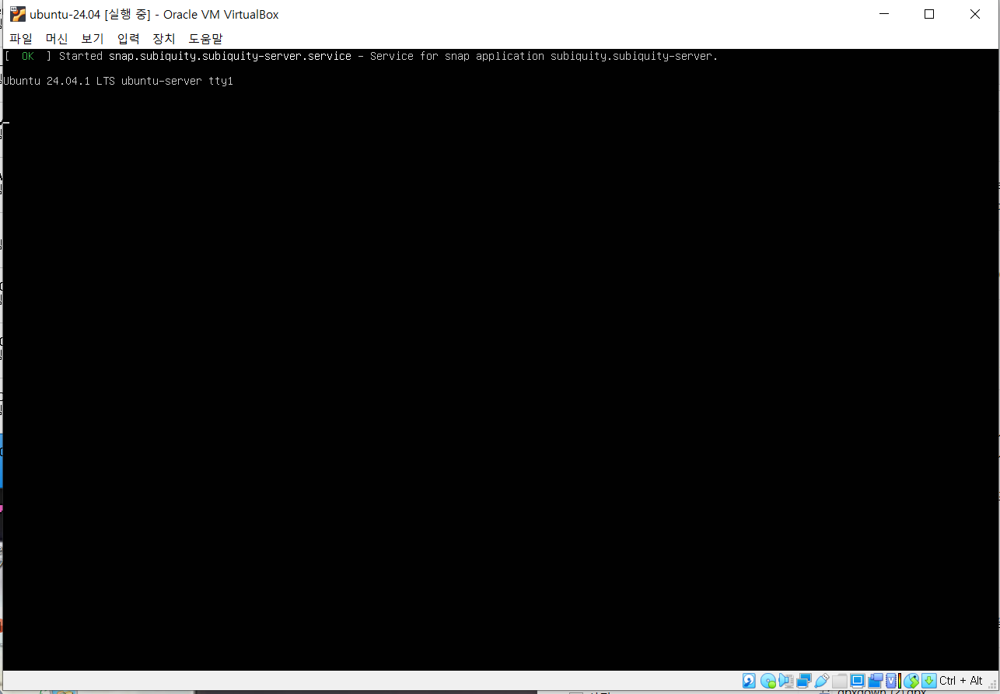 ubuntu-24.04 [실행 중] - Oracle VM VirtualBox
파일 머신 보기 입력 장치 도움말
[  OK  ] Started snap.subiquity.subiquity-server.service - Service for snap application subiquity.subiquity-server.
Ubuntu 24.04.1 LTS ubuntu-server tty1
Ctrl + Alt